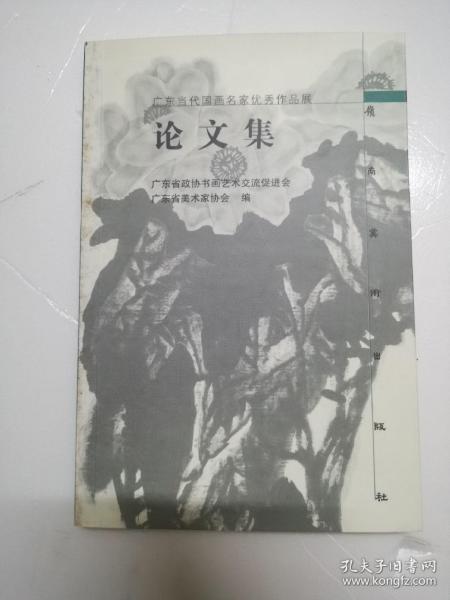 广东当代国画名家优秀作品展
论文集
广东省政协书画艺术交流促进会
广东省美术家协会 编
嶺南美術出版社
孔夫子旧书网
www.kongfz.com